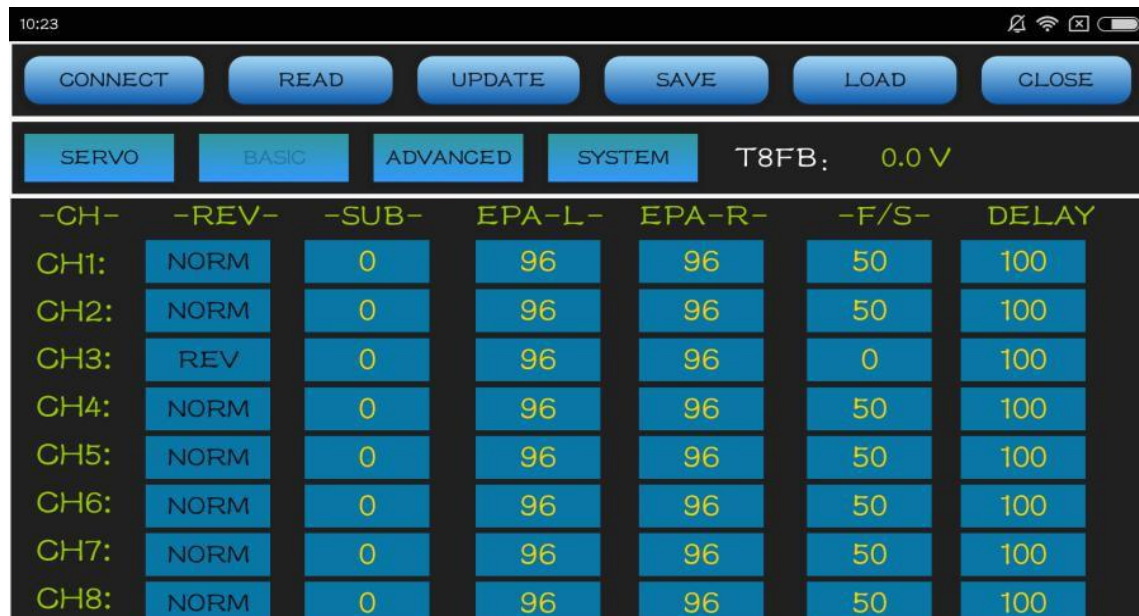 10:23
CONNECT READ UPDATE SAVE LOAD CLOSE
SERVO BASIC ADVANCED SYSTEM T8FB: 0.0 V
-CH- -REV- -SUB- EPA-L- EPA-R- -F/S- DELAY
CH1: NORM 0 96 96 50 100
CH2: NORM 0 96 96 50 100
CH3: REV 0 96 96 0 100
CH4: NORM 0 96 96 50 100
CH5: NORM 0 96 96 50 100
CH6: NORM 0 96 96 50 100
CH7: NORM 0 96 96 50 100
CH8: NORM 0 96 96 50 100